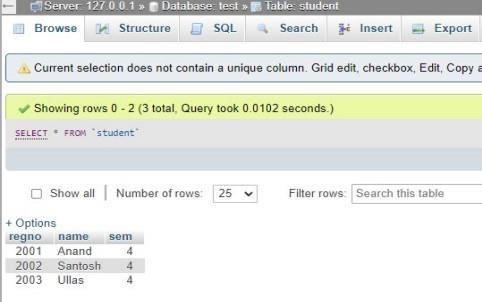 Server: 127.0.0.1 » Database: test » Table: student
Browse Structure SQL Search Insert Export
Current selection does not contain a unique column. Grid edit, checkbox, Edit, Copy a
Showing rows 0 - 2 (3 total, Query took 0.0102 seconds.)
SELECT * FROM `student`
Show all Number of rows: 25 Filter rows: Search this table
+ Options
regno name sem
2001 Anand 4
2002 Santosh 4
2003 Ullas 4